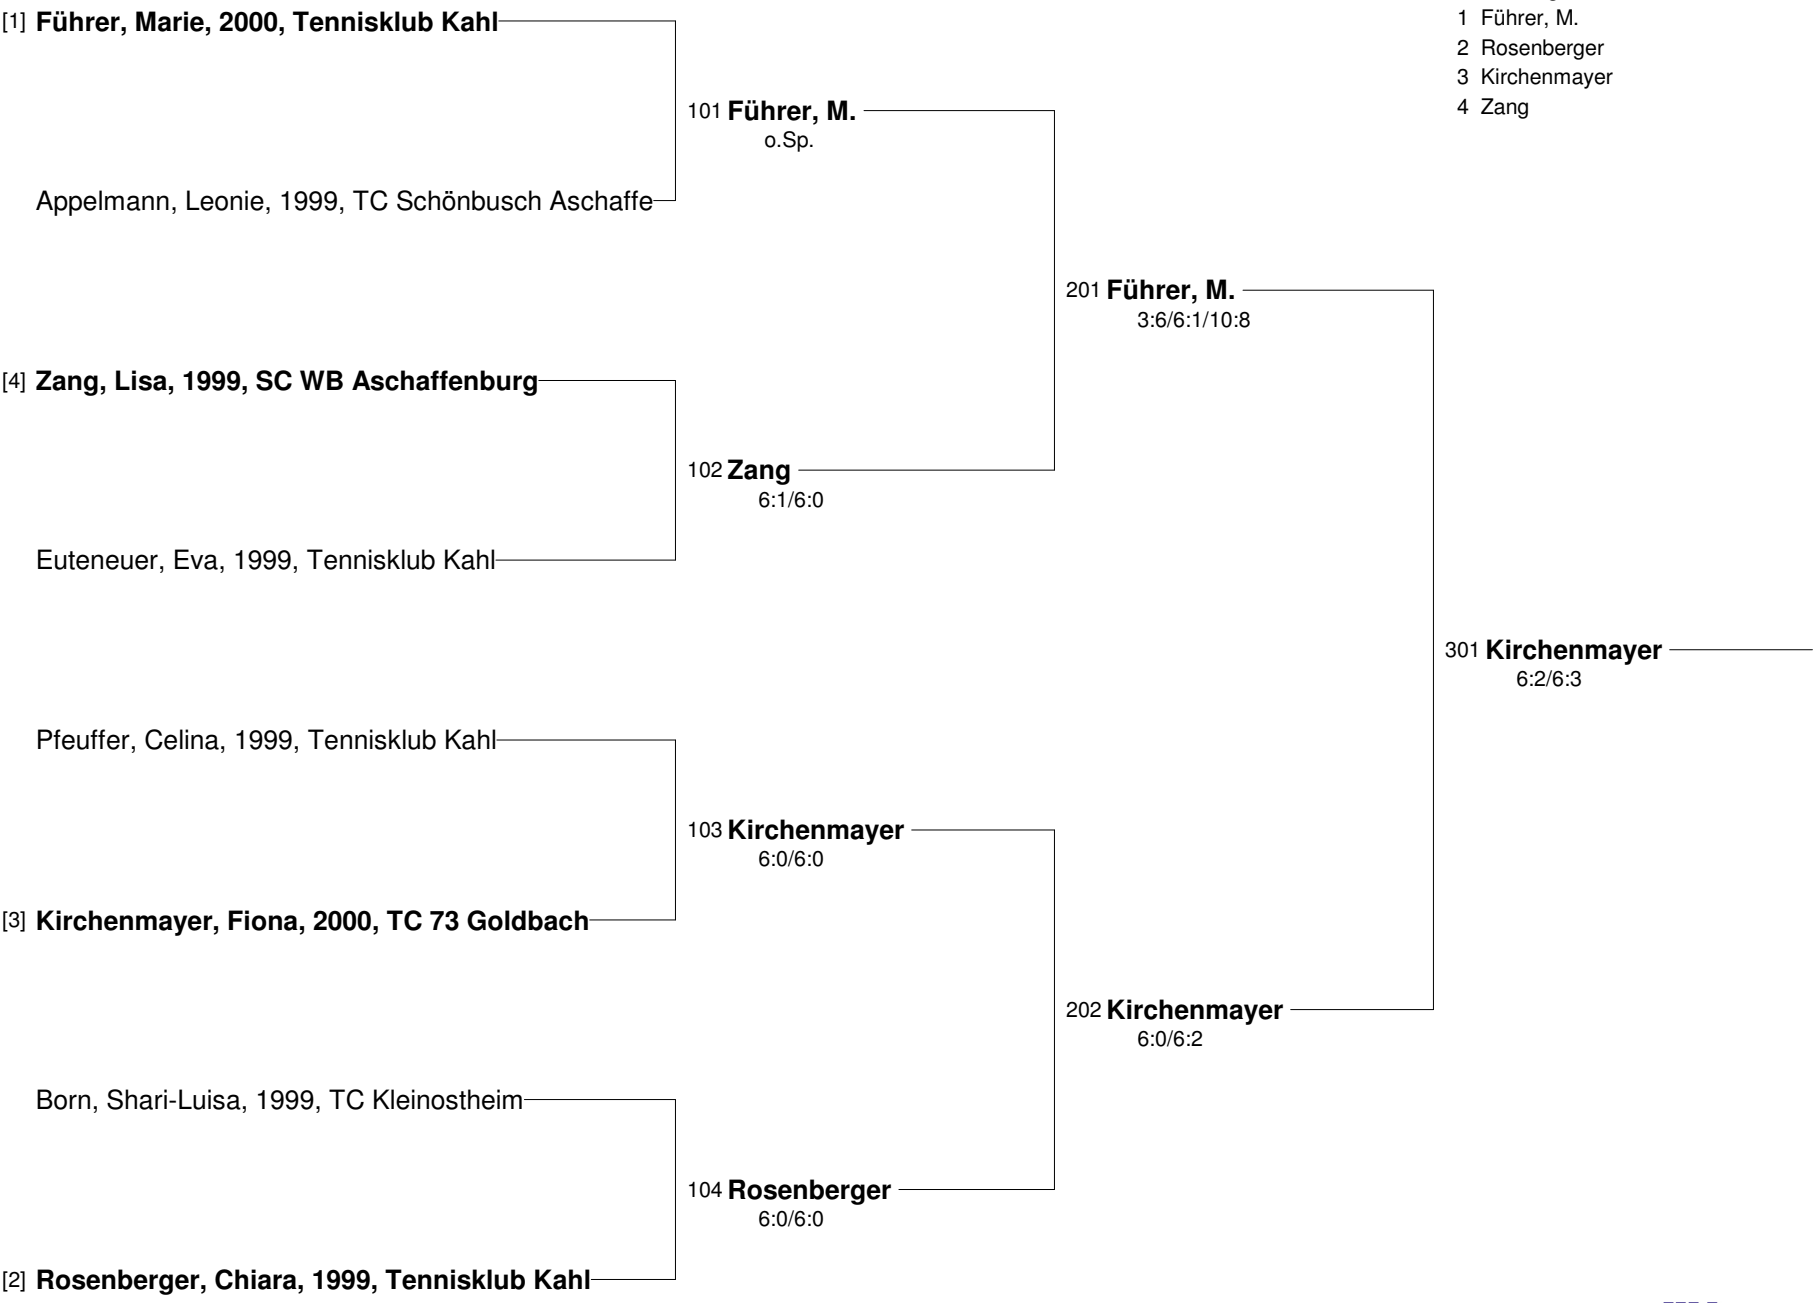 [1] Führer, Marie, 2000, Tennisklub Kahl
1 Führer, M.
2 Rosenberger
3 Kirchenmayer
4 Zang
101 Führer, M.
o.Sp.
Appelmann, Leonie, 1999, TC Schönbusch Aschaffe
201 Führer, M.
3:6/6:1/10:8
[4] Zang, Lisa, 1999, SC WB Aschaffenburg
102 Zang
6:1/6:0
Euteneuer, Eva, 1999, Tennisklub Kahl
301 Kirchenmayer
6:2/6:3
Pfeuffer, Celina, 1999, Tennisklub Kahl
103 Kirchenmayer
6:0/6:0
[3] Kirchenmayer, Fiona, 2000, TC 73 Goldbach
202 Kirchenmayer
6:0/6:2
Born, Shari-Luisa, 1999, TC Kleinostheim
104 Rosenberger
6:0/6:0
[2] Rosenberger, Chiara, 1999, Tennisklub Kahl